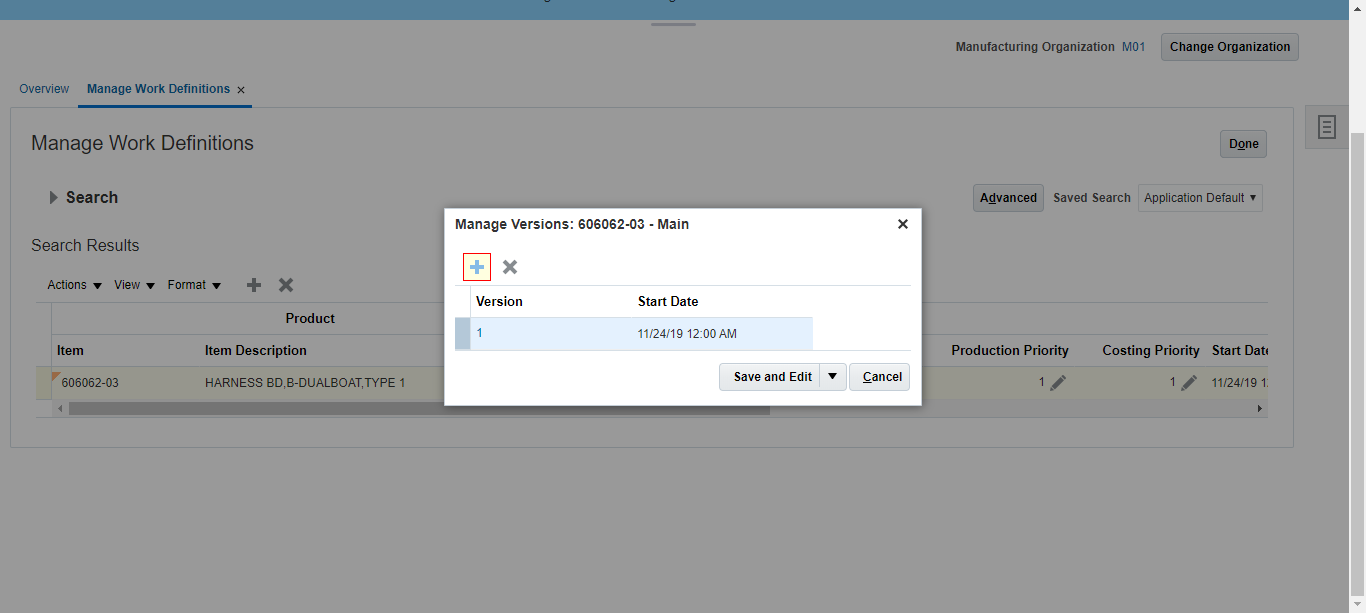 Manufacturing Organization M01 Change Organization
Overview Manage Work Definitions
Manage Work Definitions
Done
Search
Advanced Saved Search Application Default
Search Results
Actions View Format
Product
Item Item Description Production Priority Costing Priority Start Date
606062-03 HARNESS BD,B-DUALBOAT,TYPE 1 1 1 11/24/19 1
Manage Versions: 606062-03 - Main
Version Start Date
1 11/24/19 12:00 AM
Save and Edit Cancel